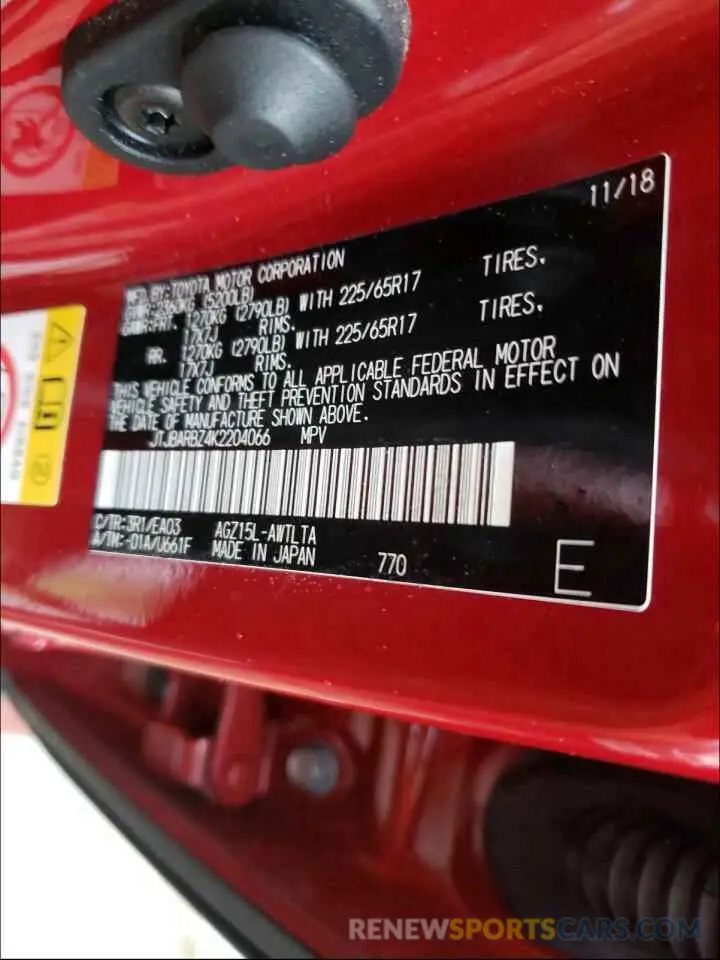 11/18
MFD.BY:TOYOTA MOTOR CORPORATION
(5200LB)
GAWR:FRT. 1270KG (2790LB) WITH 225/65R17 TIRES.
17X7J RIMS.
RR. 1270KG (2790LB) WITH 225/65R17 TIRES.
17X7J RIMS.
THIS VEHICLE CONFORMS TO ALL APPLICABLE FEDERAL MOTOR
VEHICLE SAFETY AND THEFT PREVENTION STANDARDS IN EFFECT ON
THE DATE OF MANUFACTURE SHOWN ABOVE.
JTJBARBZ4K2204066 MPV
C/TR:3R1/EA03 AGZ15L-AWTLTA
A/TM:-01A/U661F MADE IN JAPAN 770
E
RENEWSPORTSCARS.COM